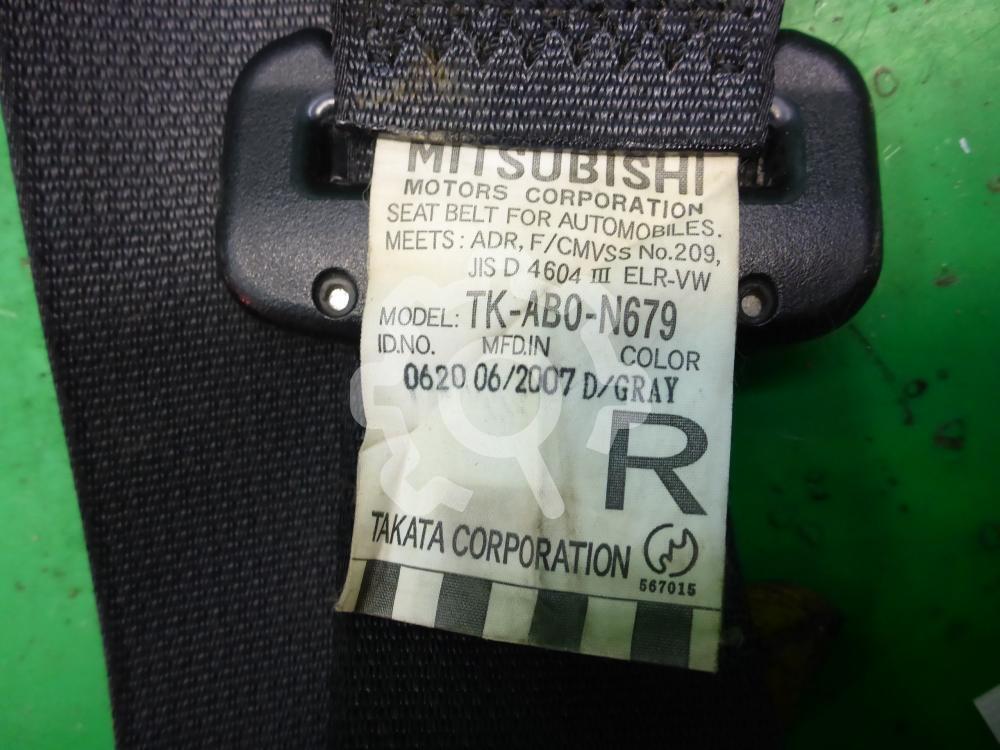 MITSUBISHI
MOTORS CORPORATION
SEAT BELT FOR AUTOMOBILES.
MEETS: ADR, F/CMVSS No.209,
JIS D 4604 III ELR-VW
MODEL: TK-AB0-N679
ID.NO. MFD.IN COLOR
0620 06/2007 D/GRAY
R
TAKATA CORPORATION
567015